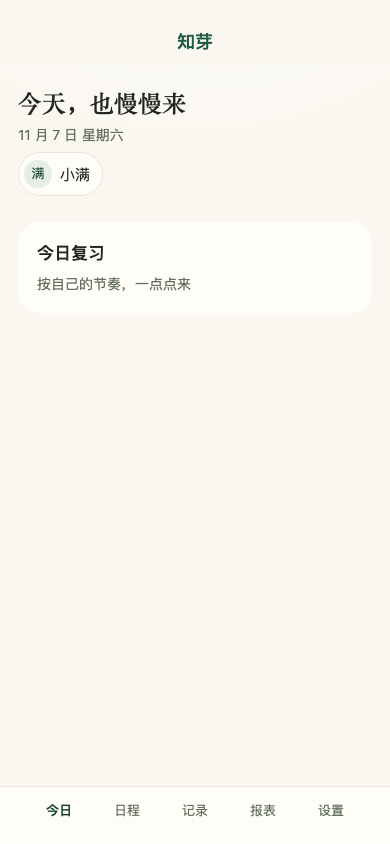 知芽
今天，也慢慢来
11 月 7 日 星期六
满 小满
今日复习
按自己的节奏，一点点来
今日 日程 记录 报表 设置